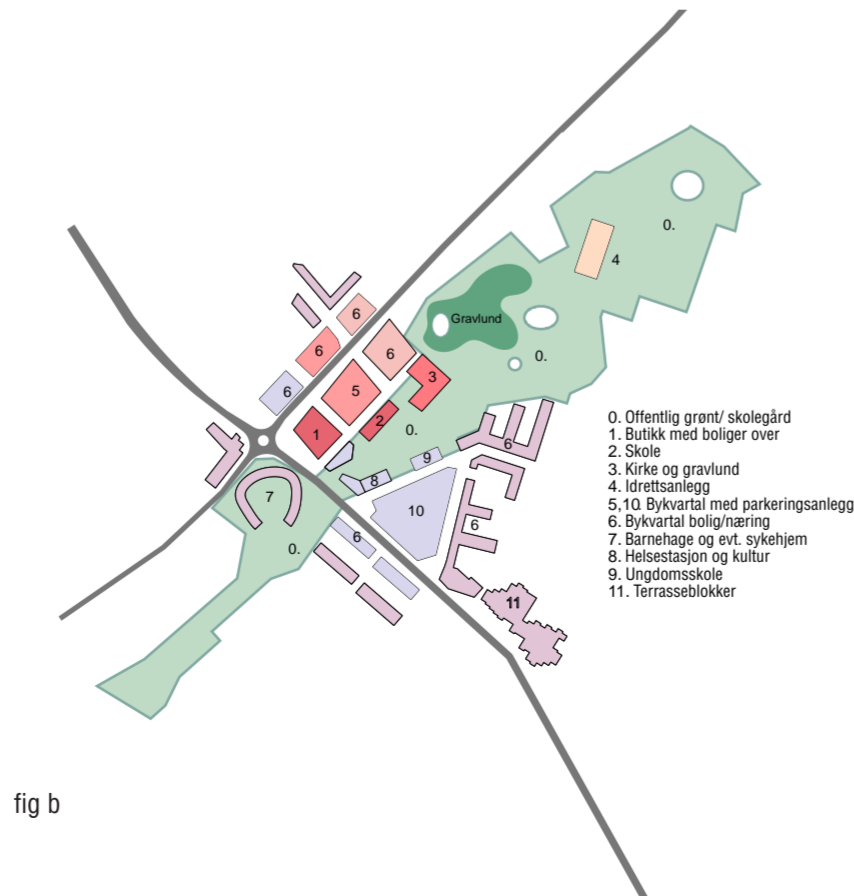 0.
4
6
Gravlund
6
6
0.
6
3
6
5
2
1
0.
6
9
8
7
10
6
6
0.
11
0. Offentlig grønt/ skolegård
1. Butikk med boliger over
2. Skole
3. Kirke og gravlund
4. Idrettsanlegg
5,10. Bykvartal med parkeringsanlegg
6. Bykvartal bolig/næring
7. Barnehage og evt. sykehjem
8. Helsestasjon og kultur
9. Ungdomsskole
11. Terrasseblokker
fig b